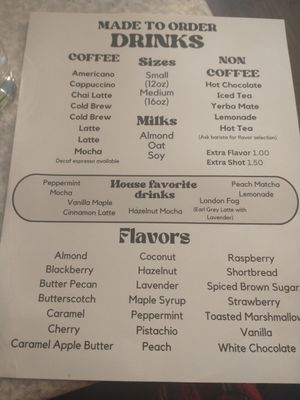 MADE TO ORDER
DRINKS
COFFEE
Americano
Cappuccino
Chai Latte
Cold Brew
Cold Brew
Latte
Latte
Mocha
Decaf espresso available
Sizes
Small
(12oz)
Medium
(16oz)
Milks
Almond
Oat
Soy
NON
COFFEE
Hot Chocolate
Iced Tea
Yerba Mate
Lemonade
Hot Tea
(Ask barista for flavor selection)
Extra Flavor 1.00
Extra Shot 1.50
House favorite
drinks
Peppermint
Mocha
Vanilla Maple
Cinnamon Latte
Hazelnut Mocha
Peach Matcha
Lemonade
London Fog
(Earl Grey Latte with
Lavender)
Flavors
Almond
Blackberry
Butter Pecan
Butterscotch
Caramel
Cherry
Caramel Apple Butter
Coconut
Hazelnut
Lavender
Maple Syrup
Peppermint
Pistachio
Peach
Raspberry
Shortbread
Spiced Brown Sugar
Strawberry
Toasted Marshmallow
Vanilla
White Chocolate